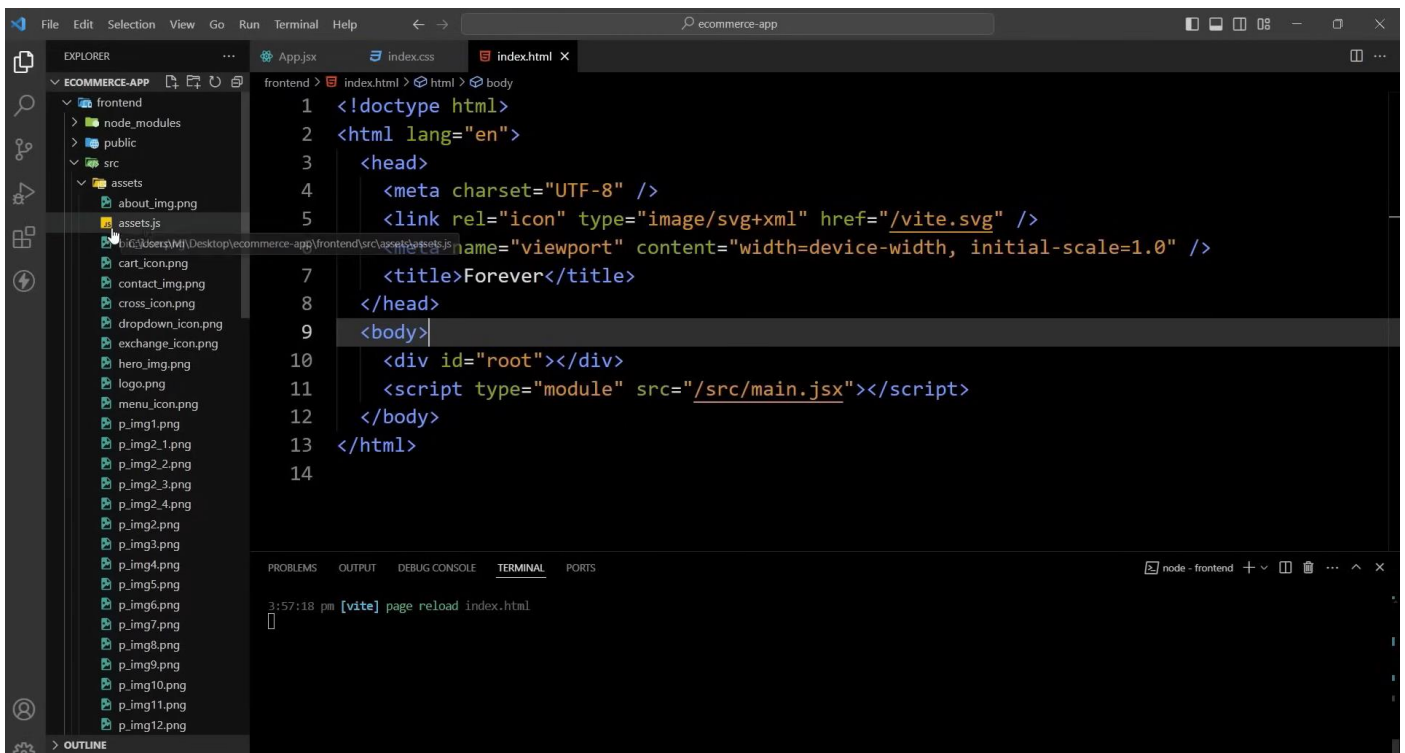 File Edit Selection View Go Run Terminal Help
ecommerce-app
EXPLORER
App.jsx
index.css
index.html
ECOMMERCE-APP
frontend > index.html > html > body
frontend
node_modules
public
src
assets
about_img.png
assets.js
C:\Users\MJ\Desktop\ecommerce-app\frontend\src\assets\assets.js
cart_icon.png
contact_img.png
cross_icon.png
dropdown_icon.png
exchange_icon.png
hero_img.png
logo.png
menu_icon.png
p_img1.png
p_img2_1.png
p_img2_2.png
p_img2_3.png
p_img2_4.png
p_img2.png
p_img3.png
p_img4.png
p_img5.png
p_img6.png
p_img7.png
p_img8.png
p_img9.png
p_img10.png
p_img11.png
p_img12.png
OUTLINE
1 <!doctype html>
2 <html lang="en">
3 <head>
4 <meta charset="UTF-8" />
5 <link rel="icon" type="image/svg+xml" href="/vite.svg" />
6 <meta name="viewport" content="width=device-width, initial-scale=1.0" />
7 <title>Forever</title>
8 </head>
9 <body>
10 <div id="root"></div>
11 <script type="module" src="/src/main.jsx"></script>
12 </body>
13 </html>
14
PROBLEMS OUTPUT DEBUG CONSOLE TERMINAL PORTS
node - frontend
3:57:18 pm [vite] page reload index.html